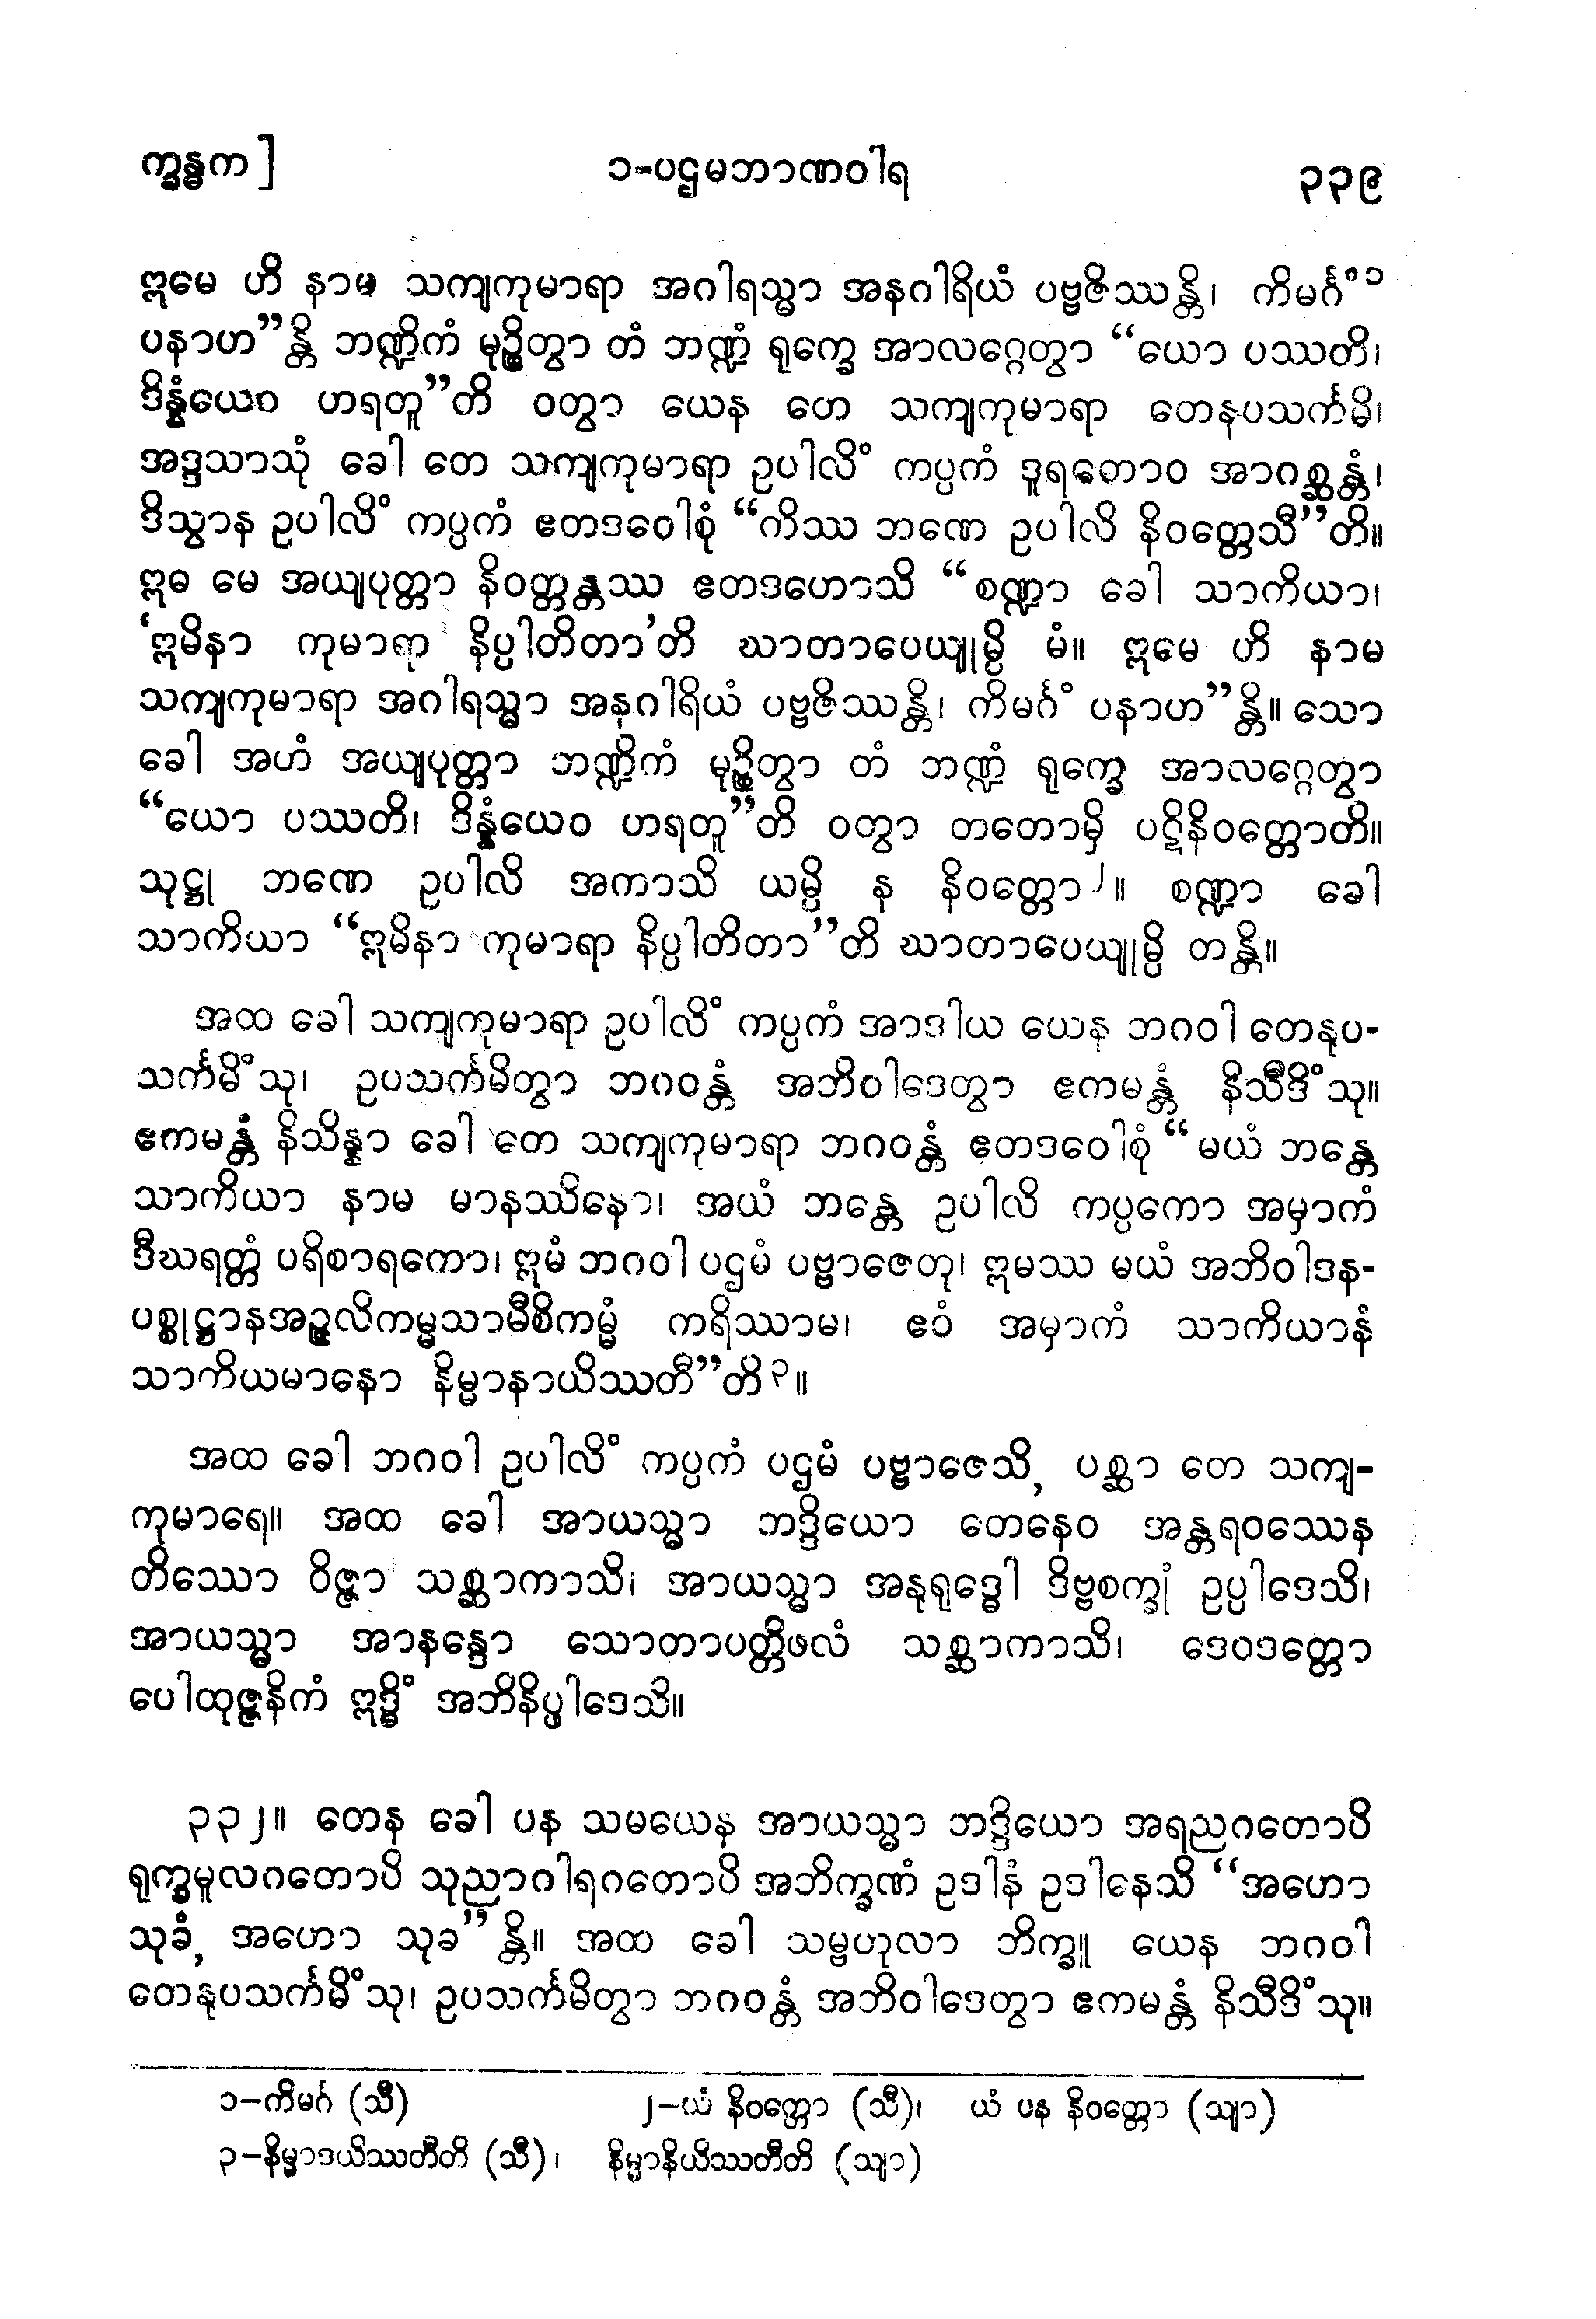 က္ခန္ဓက]
၁-ပဌမဘာဏဝါရ
၃၃၉
ဣမေ ဟိ နာမ သကျကုမာရာ အဂါရသ္မာ အနဂါရိယံ ပဗ္ဗဇိဿန္တိ၊ ကိမင်္ဂံ၁
ပနာဟ”န္တိ ဘဏ္ဍိကံ မုဉ္စိတွာ တံ ဘဏ္ဍံ ရုက္ခေ အာလဂ္ဂေတွာ “ယော ပဿတိ၊
ဒိန္နံယေဝ ဟရတူ”တိ ဝတွာ ယေန တေ သကျကုမာရာ တေနုပသင်္ကမိ၊
အဒ္ဒသာသုံ ခေါ တေ သကျကုမာရာ ဥပါလိံ ကပ္ပကံ ဒူရတောဝ အာဂစ္ဆန္တံ၊
ဒိသွာန ဥပါလိံ ကပ္ပကံ ဧတဒဝေါစုံ “ကိဿ ဘဏေ ဥပါလိ နိဝတ္တေသီ”တိ။
ဣဓ မေ အယျပုတ္တာ နိဝတ္တန္တဿ ဧတဒဟောသိ “စဏ္ဍာ ခေါ သာကိယာ၊
‘ဣမိနာ ကုမာရာ နိပ္ပါတိတာ’တိ ဃာတာပေယျုမ္ပိ မံ။ ဣမေ ဟိ နာမ
သကျကုမာရာ အဂါရသ္မာ အနဂါရိယံ ပဗ္ဗဇိဿန္တိ၊ ကိမင်္ဂံ ပနာဟ”န္တိ။ သော
ခေါ အဟံ အယျပုတ္တာ ဘဏ္ဍိကံ မုဉ္စိတွာ တံ ဘဏ္ဍံ ရုက္ခေ အာလဂ္ဂေတွာ
“ယော ပဿတိ၊ ဒိန္နံယေဝ ဟရတူ”တိ ဝတွာ တတောမှိ ပဋိနိဝတ္တောတိ။
သုဋ္ဌု ဘဏေ ဥပါလိ အကာသိ ယမ္ပိ န နိဝတ္တော၂။ စဏ္ဍာ ခေါ
သာကိယာ “ဣမိနာ ကုမာရာ နိပ္ပါတိတာ”တိ ဃာတာပေယျုမ္ပိ တန္တိ။
အထ ခေါ သကျကုမာရာ ဥပါလိံ ကပ္ပကံ အာဒါယ ယေန ဘဂဝါ တေနုပ-
သင်္ကမိံသု၊ ဥပသင်္ကမိတွာ ဘဂဝန္တံ အဘိဝါဒေတွာ ဧကမန္တံ နိသီဒိံသု။
ဧကမန္တံ နိသိန္နာ ခေါ တေ သကျကုမာရာ ဘဂဝန္တံ ဧတဒဝေါစုံ “မယံ ဘန္တေ
သာကိယာ နာမ မာနဿိနော၊ အယံ ဘန္တေ ဥပါလိ ကပ္ပကော အမှာကံ
ဒီဃရတ္တံ ပရိစာရကော၊ ဣမံ ဘဂဝါ ပဌမံ ပဗ္ဗာဇေတု၊ ဣမဿ မယံ အဘိဝါဒန-
ပစ္စုဋ္ဌာနအဉ္ဇလိကမ္မသာမီစိကမ္မံ ကရိဿာမ၊ ဧဝံ အမှာကံ သာကိယာနံ
သာကိယမာနော နိမ္မာနာယိဿတီ”တိ၃။
အထ ခေါ ဘဂဝါ ဥပါလိံ ကပ္ပကံ ပဌမံ ပဗ္ဗာဇေသိ, ပစ္ဆာ တေ သကျ-
ကုမာရေ။ အထ ခေါ အာယသ္မာ ဘဒ္ဒိယော တေနေဝ အန္တရဝဿေန
တိဿော ဝိဇ္ဇာ သစ္ဆာကာသိ၊ အာယသ္မာ အနုရုဒ္ဓေါ ဒိဗ္ဗစက္ခုံ ဥပ္ပါဒေသိ၊
အာယသ္မာ အာနန္ဒော သောတာပတ္တိဖလံ သစ္ဆာကာသိ၊ ဒေဝဒတ္တော
ပေါထုဇ္ဇနိကံ ဣဒ္ဓိံ အဘိနိပ္ဖါဒေသိ။
၃၃၂။ တေန ခေါ ပန သမယေန အာယသ္မာ ဘဒ္ဒိယော အရညဂတောပိ
ရုက္ခမူလဂတောပိ သုညာဂါရဂတောပိ အဘိက္ခဏံ ဥဒါနံ ဥဒါနေသိ “အဟော
သုခံ, အဟော သုခ”န္တိ။ အထ ခေါ သမ္ဗဟုလာ ဘိက္ခူ ယေန ဘဂဝါ
တေနုပသင်္ကမိံသု၊ ဥပသင်္ကမိတွာ ဘဂဝန္တံ အဘိဝါဒေတွာ ဧကမန္တံ နိသီဒိံသု။
၁-ကိမင်္ဂ (သီ) ၂-ယံ နိဝတ္တော (သီ)၊ ယံ ပန နိဝတ္တော (သျာ)
၃-နိမ္မာဒယိဿတီတိ (သီ)၊ နိမ္မာနိယိဿတီတိ (သျာ)